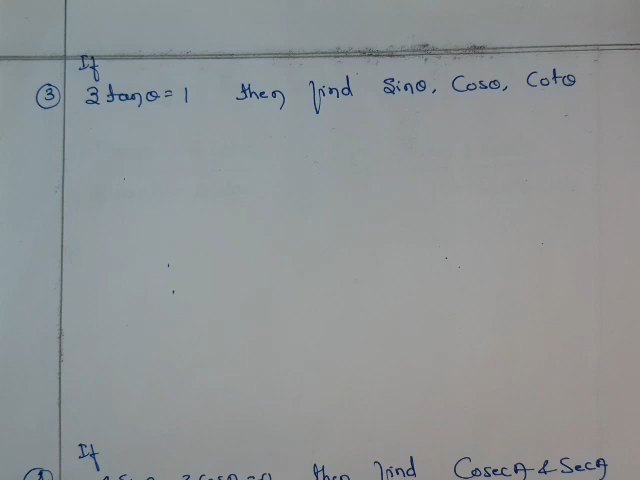 If
③ 3 tanθ = 1 then find Sinθ, Cosθ, Cotθ
If
then find CosecA & SecA